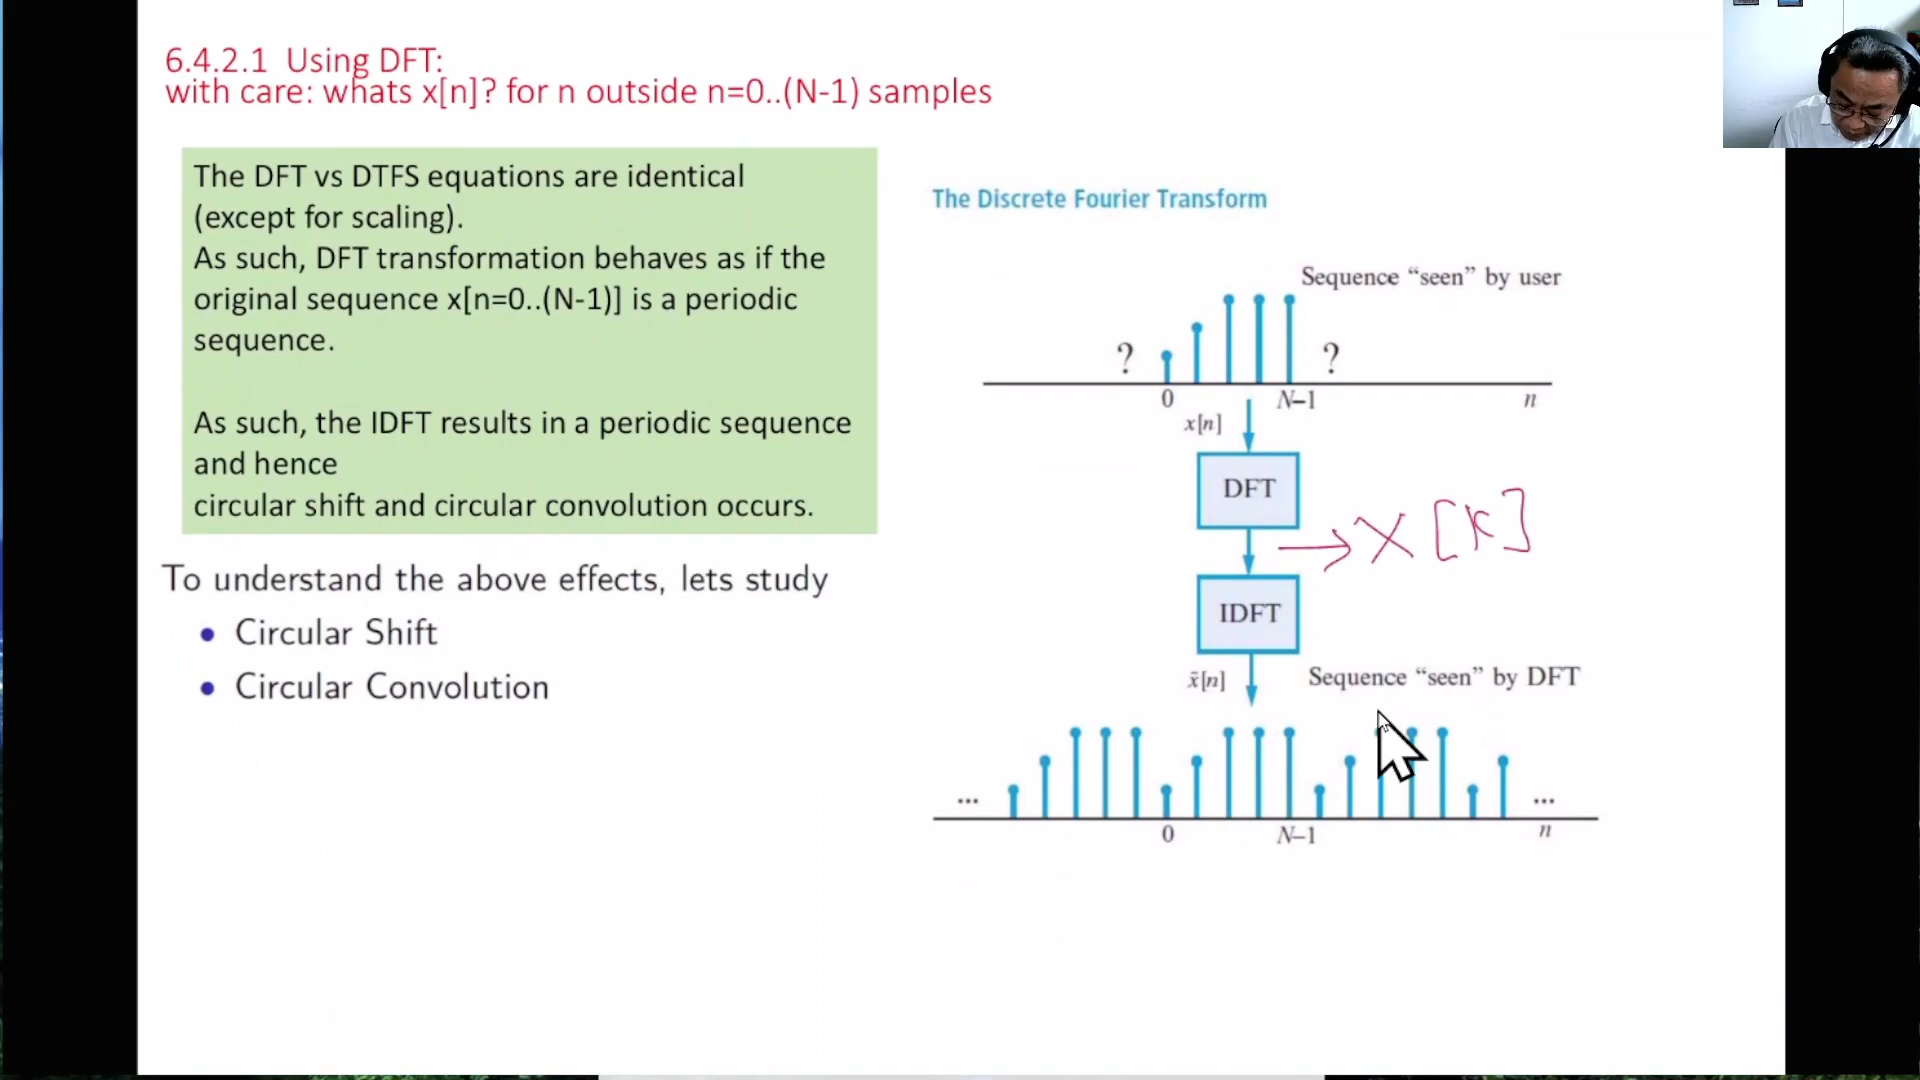 6.4.2.1 Using DFT:
with care: whats x[n]? for n outside n=0..(N-1) samples
The DFT vs DTFS equations are identical
(except for scaling).
As such, DFT transformation behaves as if the
original sequence x[n=0..(N-1)] is a periodic
sequence.
As such, the IDFT results in a periodic sequence
and hence
circular shift and circular convolution occurs.
To understand the above effects, lets study
• Circular Shift
• Circular Convolution
The Discrete Fourier Transform
Sequence “seen” by user
? ?
0 N–1 n
x[n]
DFT
→ X [k]
IDFT
x̃[n] Sequence “seen” by DFT
... ...
0 N–1 n